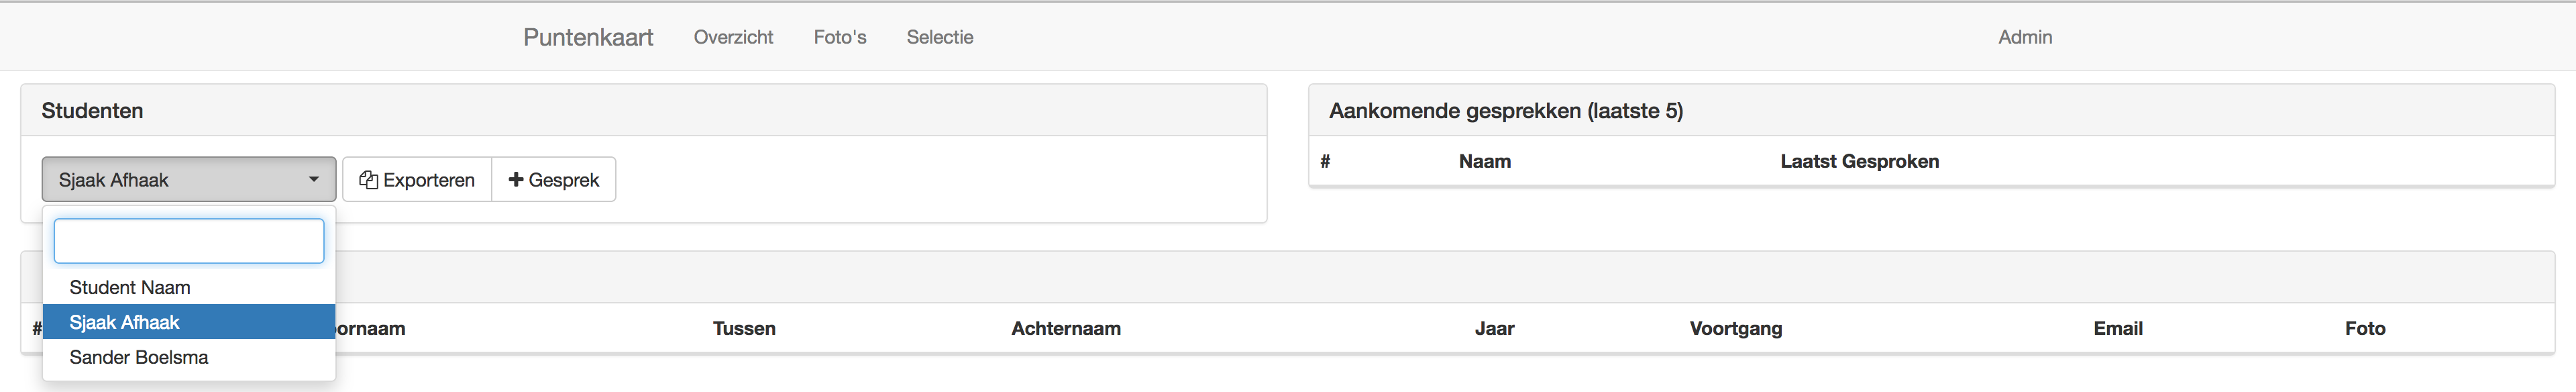 Puntenkaart Overzicht Foto's Selectie Admin
Studenten
Sjaak Afhaak Exporteren Gesprek
Student Naam
Sjaak Afhaak
Sander Boelsma
Aankomende gesprekken (laatste 5)
# Naam Laatst Gesproken
# oornaam Tussen Achternaam Jaar Voortgang Email Foto